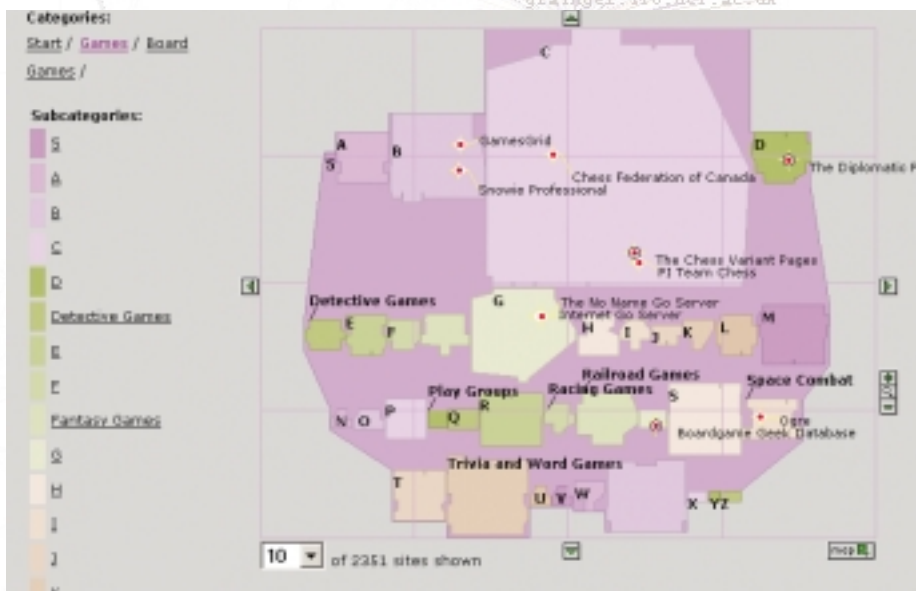 Categories:
Start / Games / Board
Games /
Subcategories:
S
A
B
C
D
Detective Games
E
F
Fantasy Games
G
H
I
J
C
A
B
S
GamesGrid
Snowie Professional
Chess Federation of Canada
D
The Diplomatic P
The Chess Variant Pages
PI Team Chess
Detective Games
E
F
G
The No Name Go Server
Internet Go Server
H
I
J
K
L
M
Railroad Games
Play Groups
Racing Games
Space Combat
N
O
P
Q
R
S
Ogre
Boardgame Geek Database
Trivia and Word Games
T
U
V
W
X
YZ
10
of 2351 sites shown
map